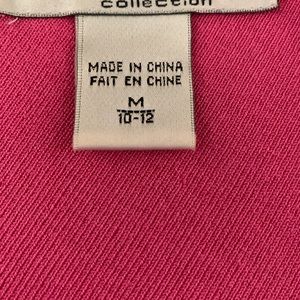 collection
MADE IN CHINA
FAIT EN CHINE
M
10-12